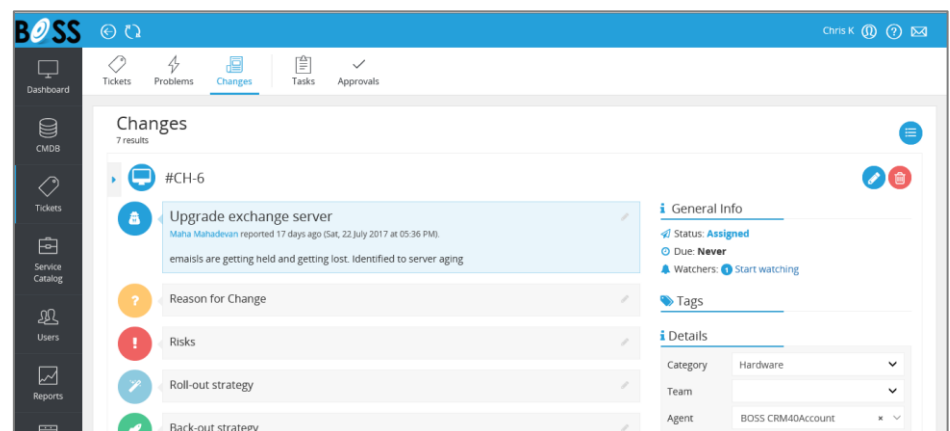 BOSS
Chris K
Dashboard
CMDB
Tickets
Service
Catalog
Users
Reports
Tickets
Problems
Changes
Tasks
Approvals
Changes
7 results
#CH-6
Upgrade exchange server
Maha Mahadevan reported 17 days ago (Sat, 22 July 2017 at 05:36 PM).
emaisls are getting held and getting lost. Identified to server aging
Reason for Change
Risks
Roll-out strategy
Back-out strategy
General Info
Status: Assigned
Due: Never
Watchers: 1 Start watching
Tags
Details
Category Hardware
Team
Agent BOSS CRM40Account